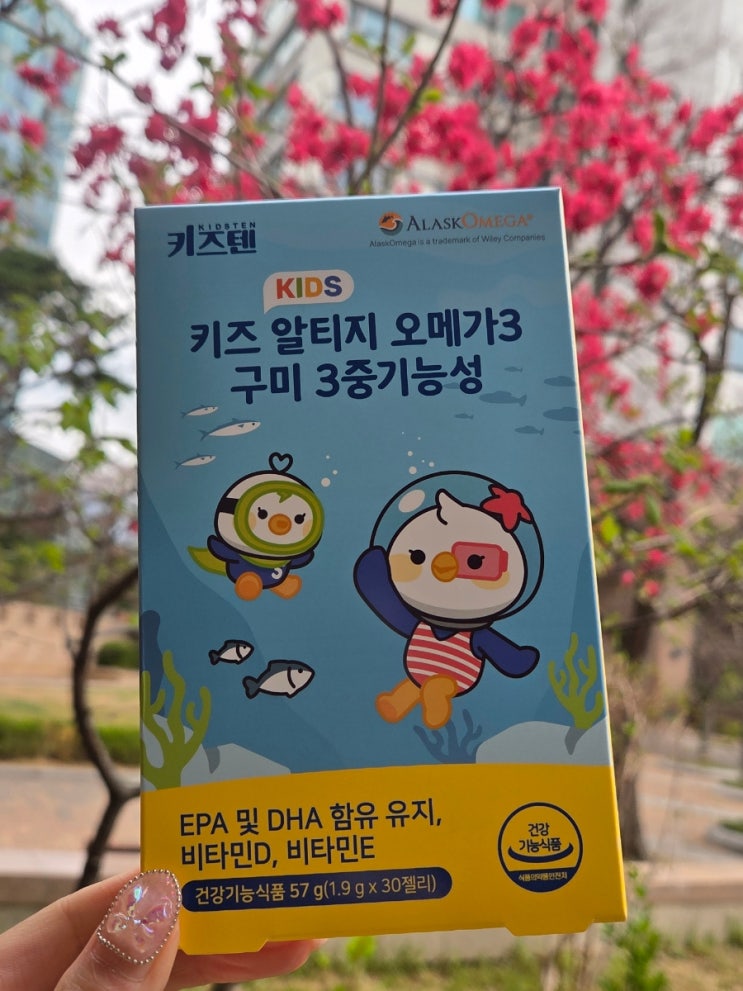 KIDSTEN
키즈텐
ALASKOMEGA®
AlaskOmega is a trademark of Wiley Companies
KIDS
키즈 알티지 오메가3
구미 3중기능성
EPA 및 DHA 함유 유지,
비타민D, 비타민E
건강기능식품 57 g(1.9 g x 30젤리)
건강
기능식품
식품의약품안전처